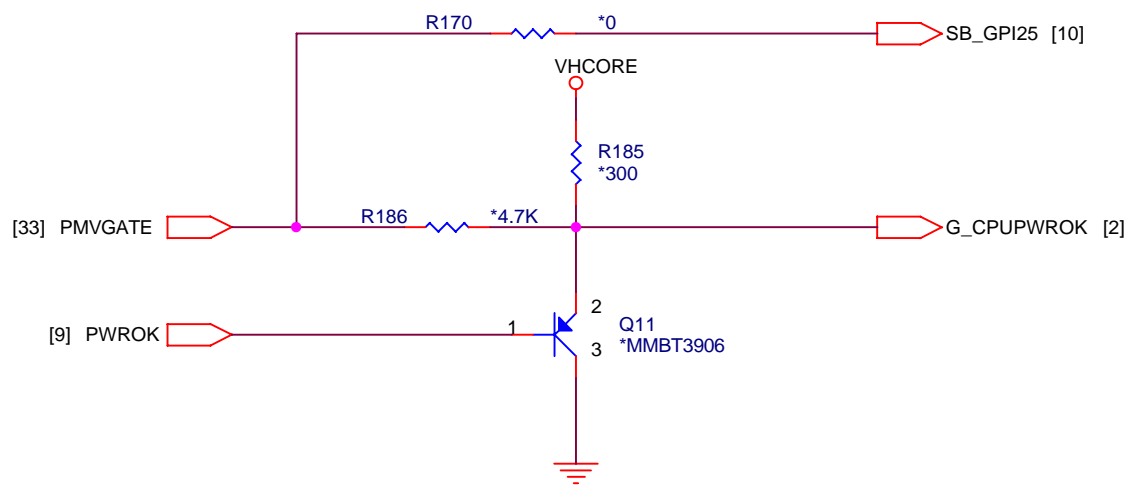 R170 *0 SB_GPI25 [10]
VHCORE
R185
*300
[33] PMVGATE R186 *4.7K G_CPUPWROK [2]
2
[9] PWROK 1 Q11
3 *MMBT3906